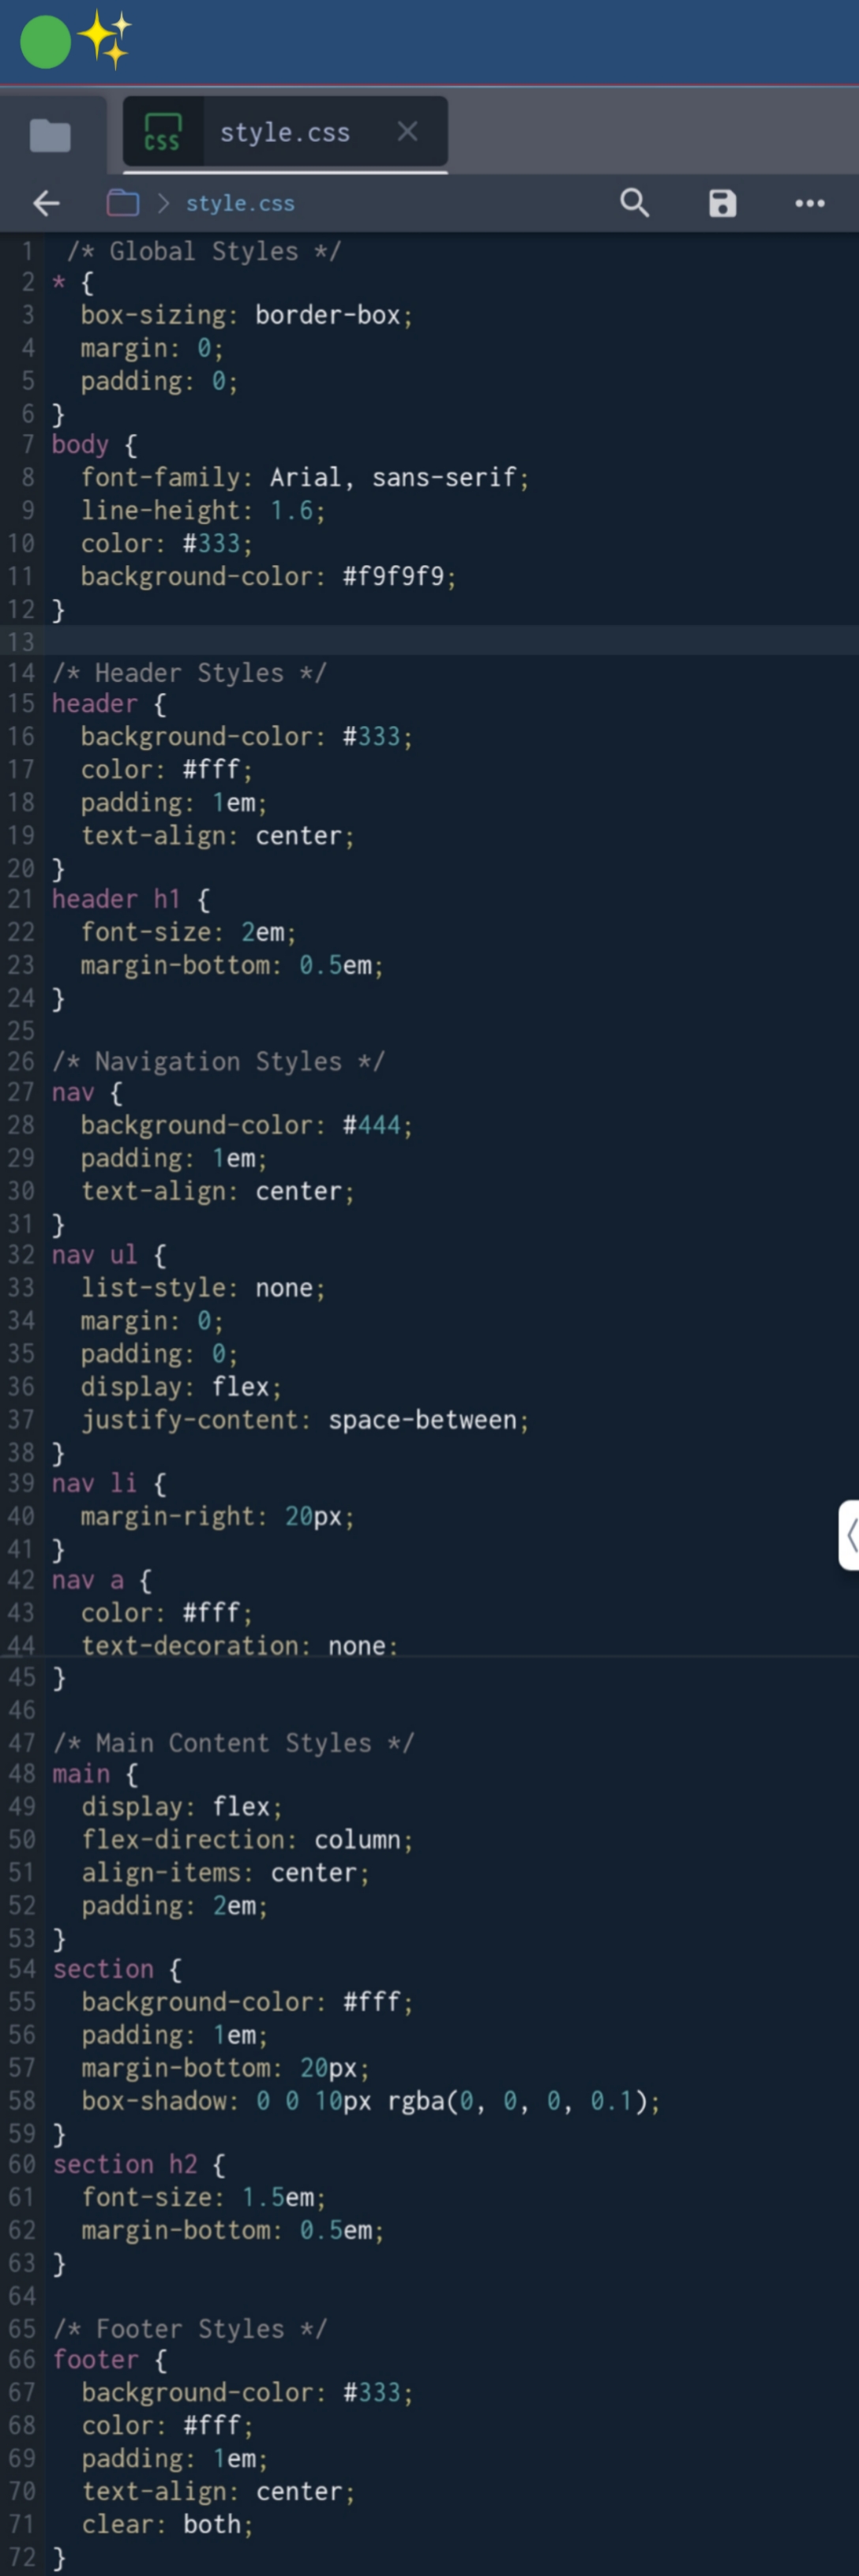 CSS style.css ×
← > style.css
1 /* Global Styles */
2 * {
3   box-sizing: border-box;
4   margin: 0;
5   padding: 0;
6 }
7 body {
8   font-family: Arial, sans-serif;
9   line-height: 1.6;
10   color: #333;
11   background-color: #f9f9f9;
12 }
13
14 /* Header Styles */
15 header {
16   background-color: #333;
17   color: #fff;
18   padding: 1em;
19   text-align: center;
20 }
21 header h1 {
22   font-size: 2em;
23   margin-bottom: 0.5em;
24 }
25
26 /* Navigation Styles */
27 nav {
28   background-color: #444;
29   padding: 1em;
30   text-align: center;
31 }
32 nav ul {
33   list-style: none;
34   margin: 0;
35   padding: 0;
36   display: flex;
37   justify-content: space-between;
38 }
39 nav li {
40   margin-right: 20px;
41 }
42 nav a {
43   color: #fff;
44   text-decoration: none:
45 }
46
47 /* Main Content Styles */
48 main {
49   display: flex;
50   flex-direction: column;
51   align-items: center;
52   padding: 2em;
53 }
54 section {
55   background-color: #fff;
56   padding: 1em;
57   margin-bottom: 20px;
58   box-shadow: 0 0 10px rgba(0, 0, 0, 0.1);
59 }
60 section h2 {
61   font-size: 1.5em;
62   margin-bottom: 0.5em;
63 }
64
65 /* Footer Styles */
66 footer {
67   background-color: #333;
68   color: #fff;
69   padding: 1em;
70   text-align: center;
71   clear: both;
72 }